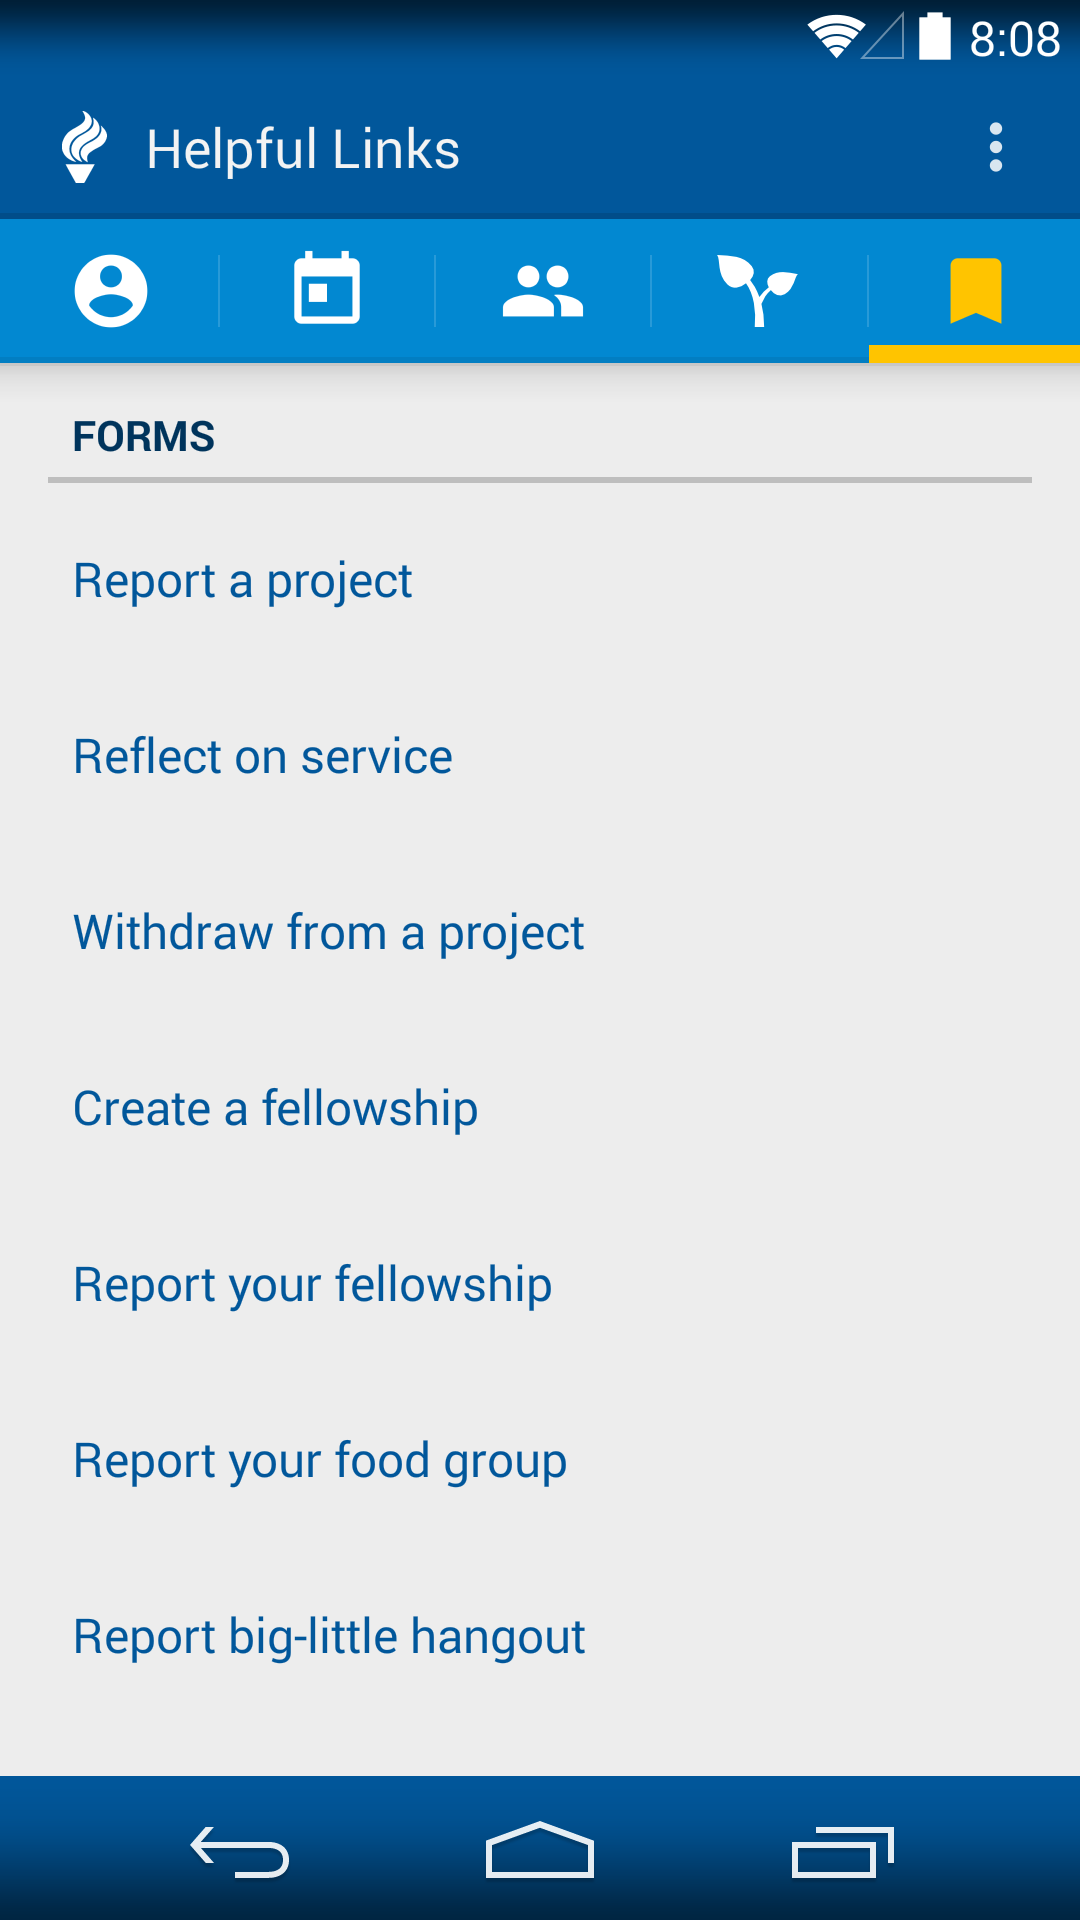 8:08
Helpful Links
FORMS
Report a project
Reflect on service
Withdraw from a project
Create a fellowship
Report your fellowship
Report your food group
Report big-little hangout